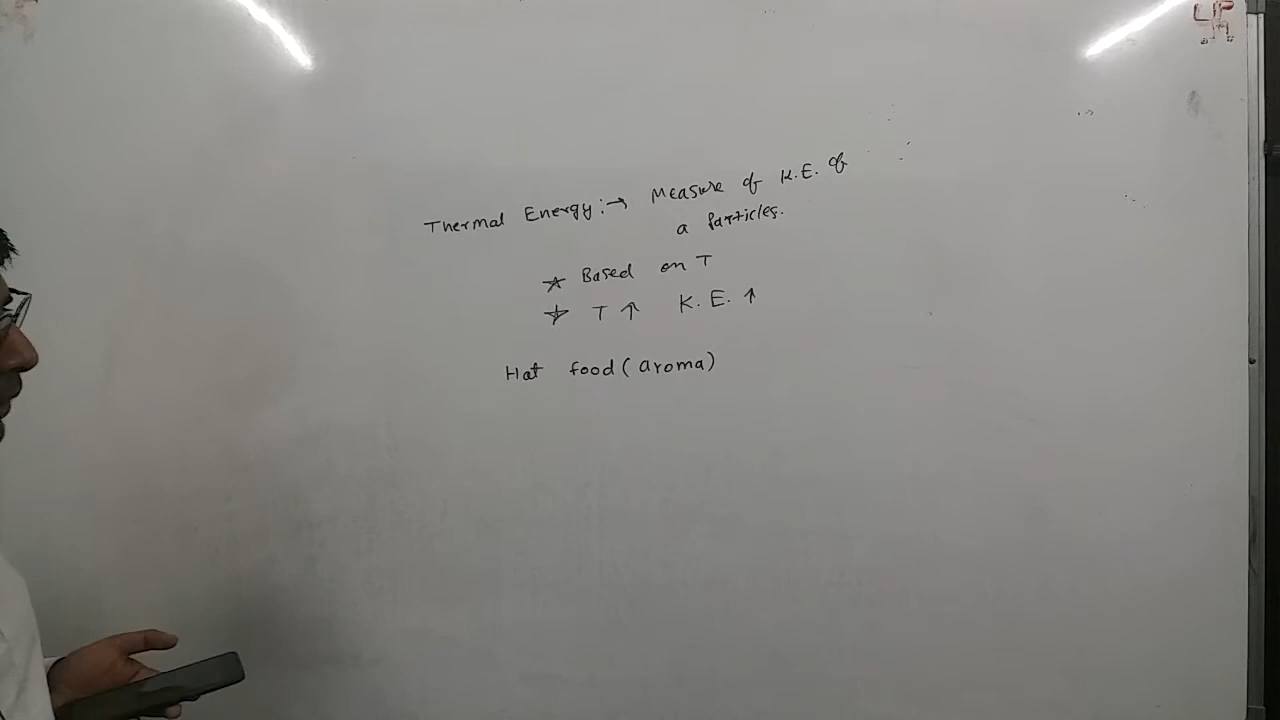 Thermal Energy:→ Measure of K.E. of
a Particles.
☆ Based on T
☆ T↑ K.E.↑
Hot food (aroma)